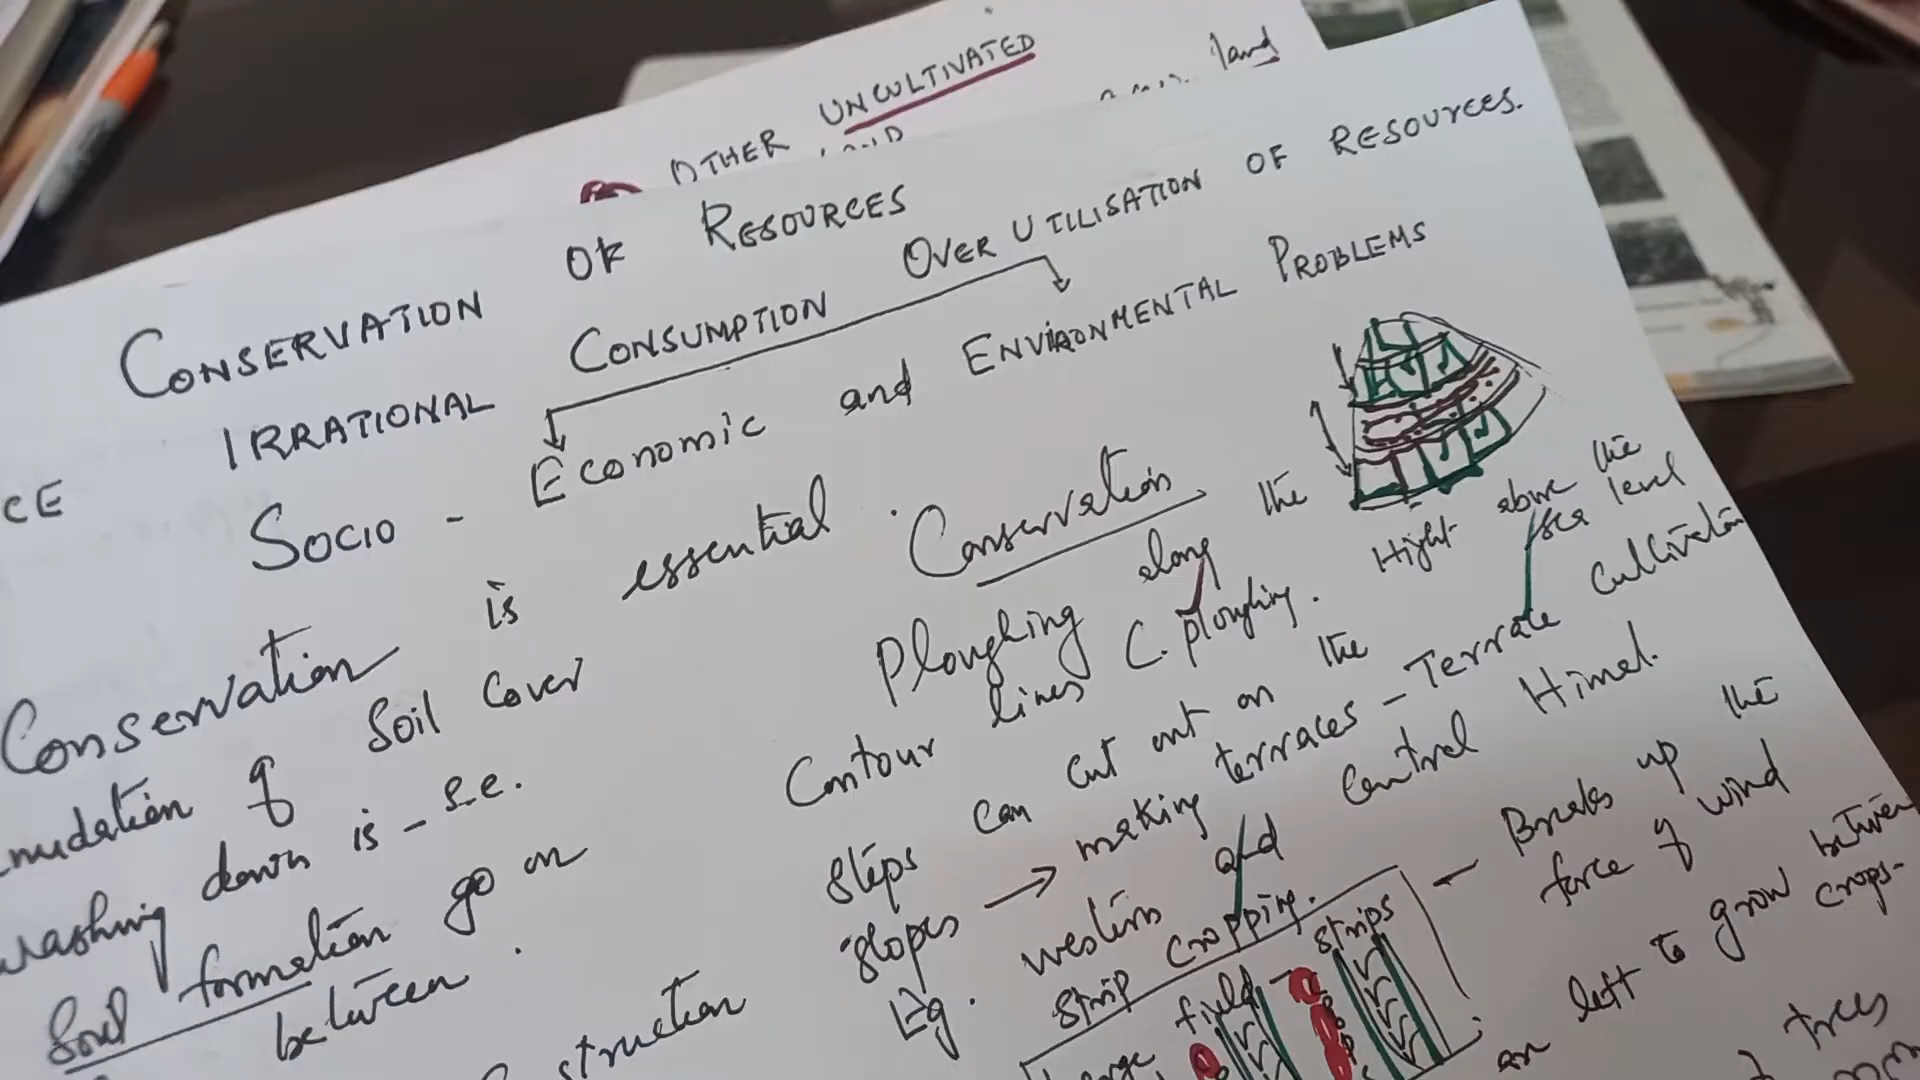 OTHER UNCULTIVATED
land
CONSERVATION OF RESOURCES
IRRATIONAL CONSUMPTION OVER UTILISATION OF RESOURCES.
SOCIO - Economic and ENVIRONMENTAL PROBLEMS
CE
Conservation is essential.
nudation of soil cover
washing down is - s.e.
Soil formation go on
between.
struction
Conservation
Ploughing along the
Contour lines C. ploughing.
Hight above the
sea level
Steps can cut out on the
slopes → making terraces - Terrace Cultivation
Eg. western and Central Himal.
Strip Cropping. - Breaks up the
force of wind
field - strips
left to grow between
crops.
trees